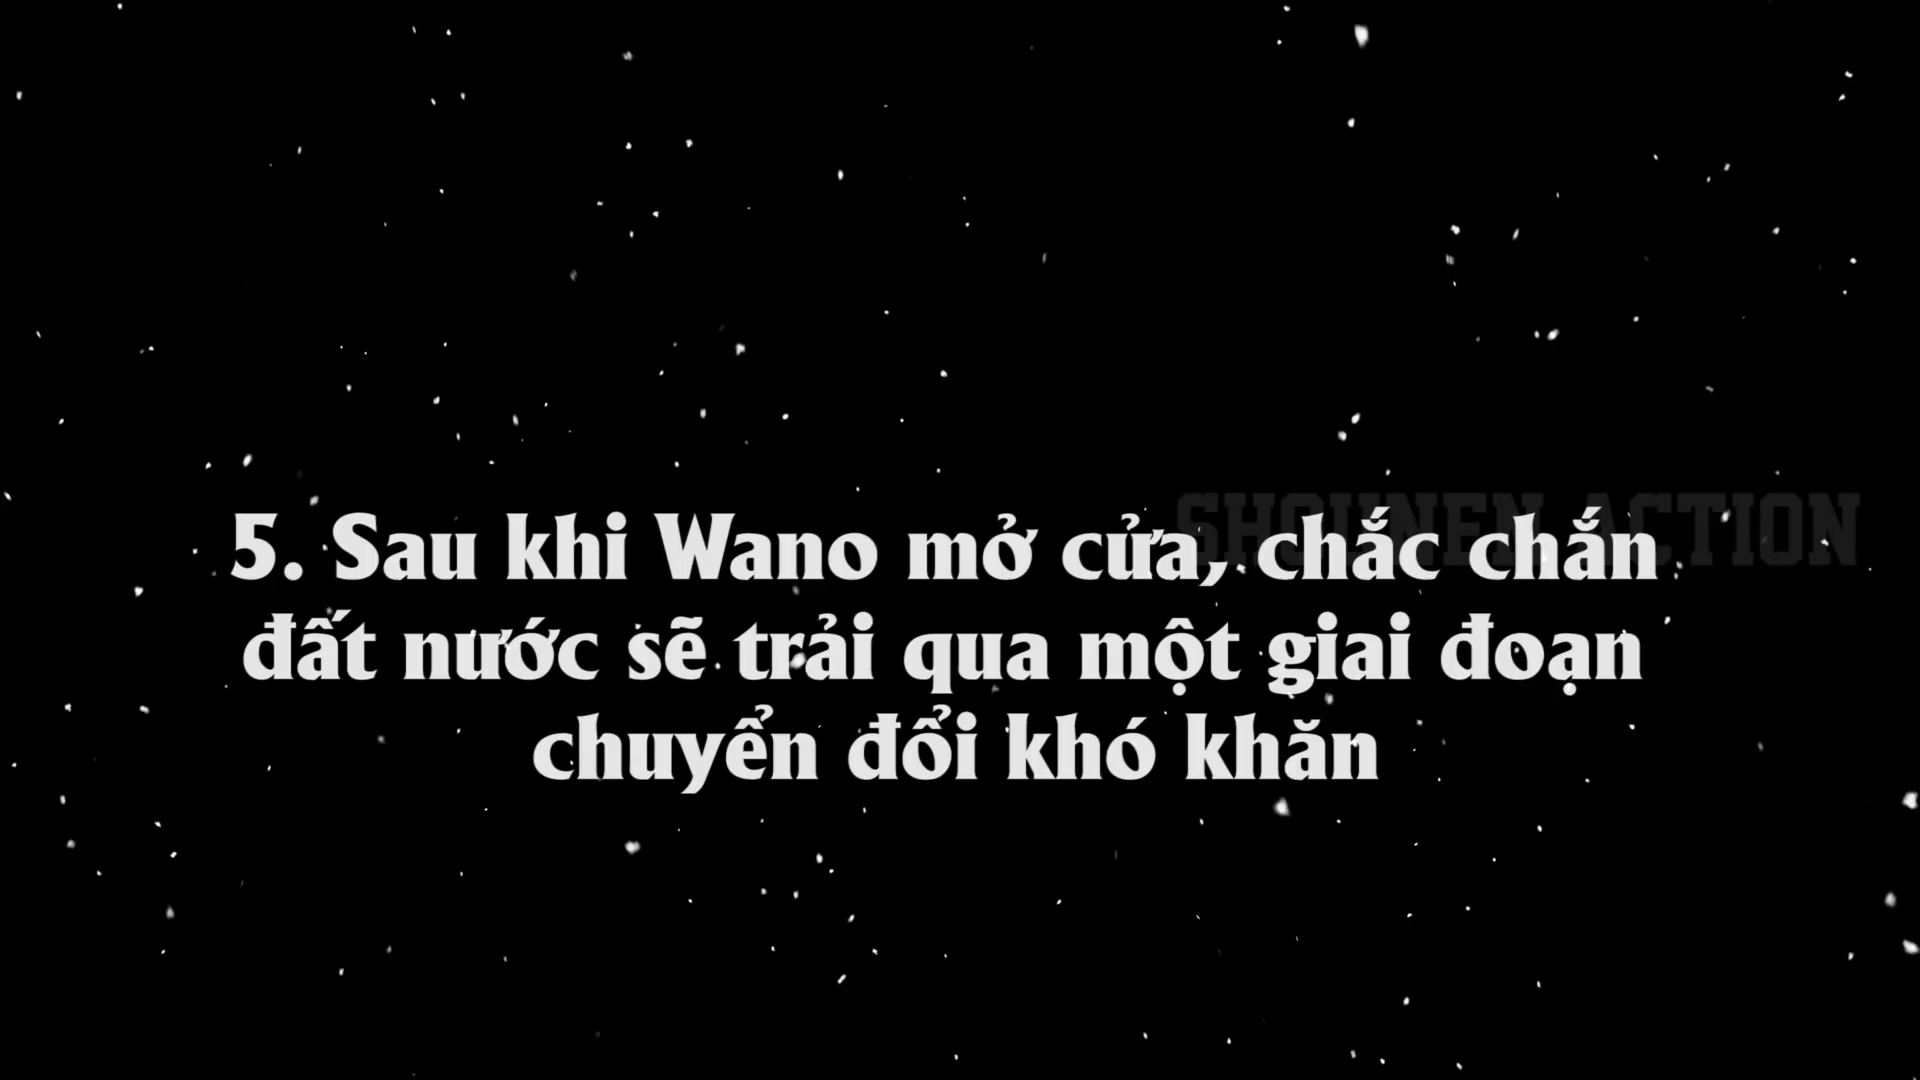 SHOUNEN ACTION
5. Sau khi Wano mở cửa, chắc chắn
đất nước sẽ trải qua một giai đoạn
chuyển đổi khó khăn